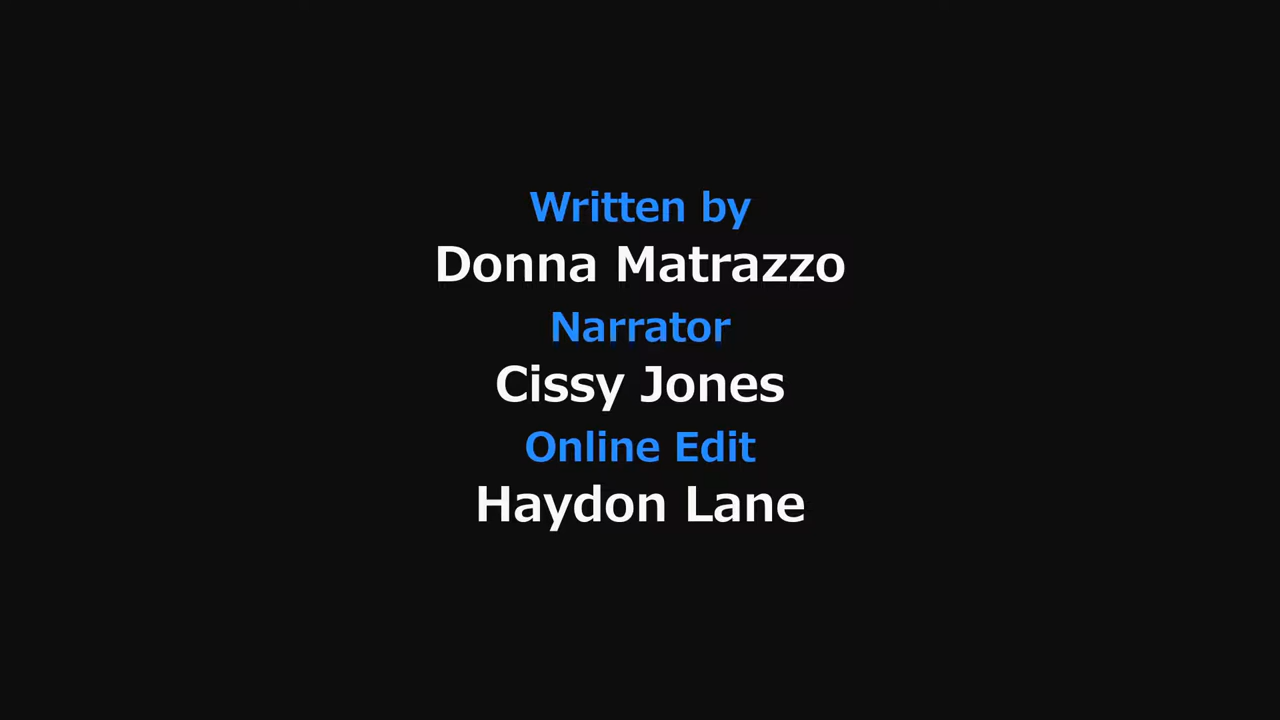 Written by
Donna Matrazzo
Narrator
Cissy Jones
Online Edit
Haydon Lane